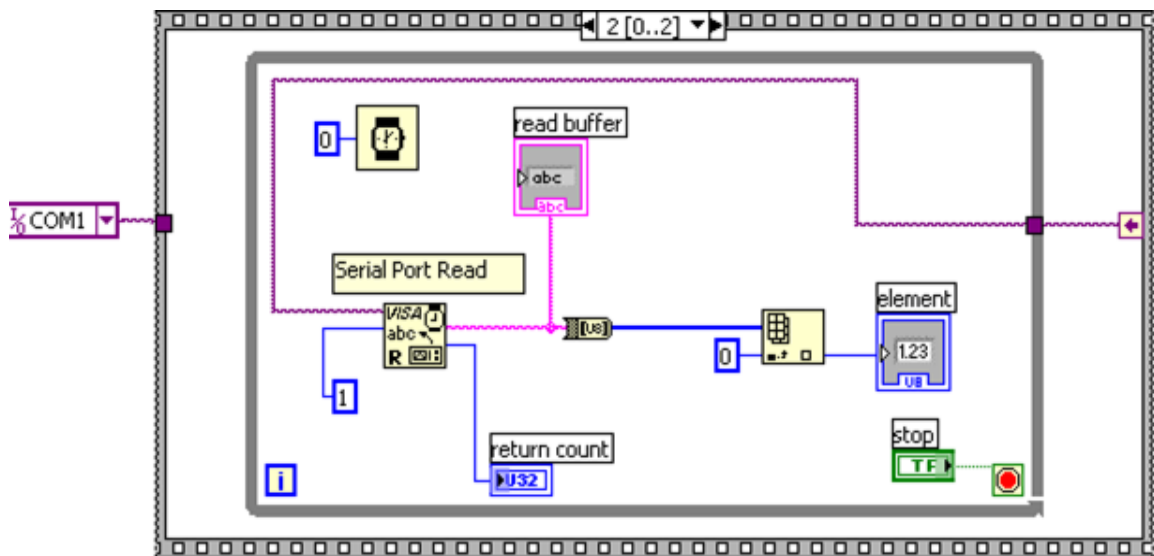 2 [0..2]
read buffer
0
abc
abc
I/O COM1
Serial Port Read
VISA
abc
R
[U8]
element
1.23
U8
0
1
return count
U32
stop
TF
i